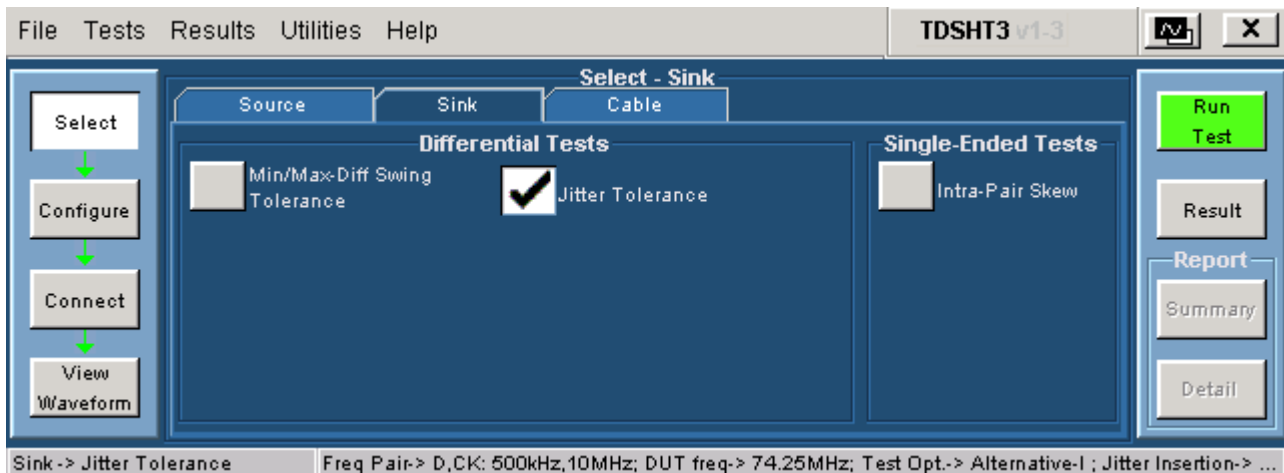 File Tests Results Utilities Help TDSHT3 v1-3
Select - Sink
Source Sink Cable
Select
Configure
Connect
View
Waveform
Differential Tests
Min/Max-Diff Swing
Tolerance
Jitter Tolerance
Single-Ended Tests
Intra-Pair Skew
Run
Test
Result
Report
Summary
Detail
Sink-> Jitter Tolerance Freq Pair-> D,CK: 500kHz,10MHz; DUT freq-> 74.25MHz; Test Opt.-> Alternative-I ; Jitter Insertion-> ...